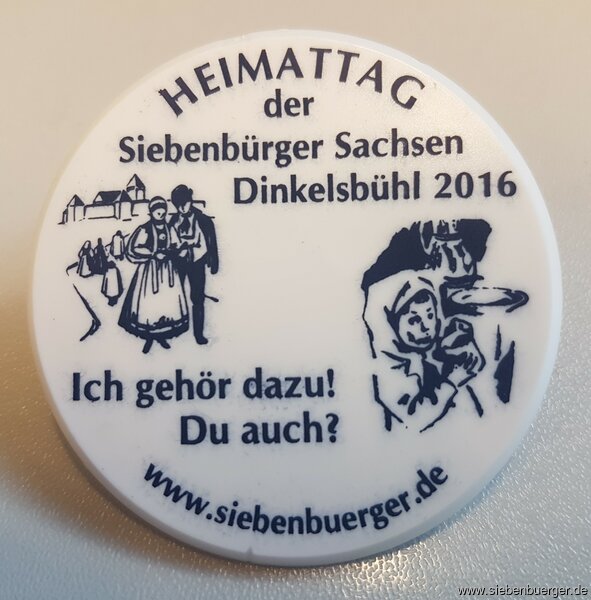 HEIMATTAG
der
Siebenbürger Sachsen
Dinkelsbühl 2016
Ich gehör dazu!
Du auch?
www.siebenbuerger.de
www.siebenbuerger.de